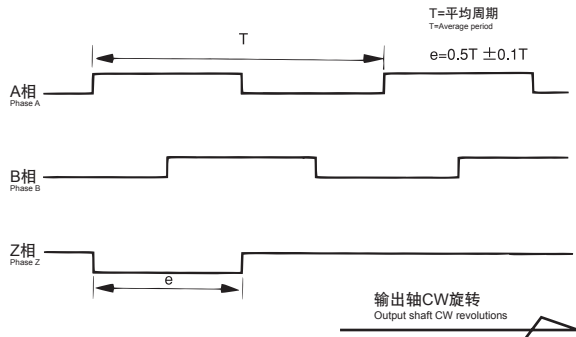 T=平均周期
T=Average period
T
e=0.5T ±0.1T
A相
Phase A
B相
Phase B
Z相
Phase Z
e
输出轴CW旋转
Output shaft CW revolutions